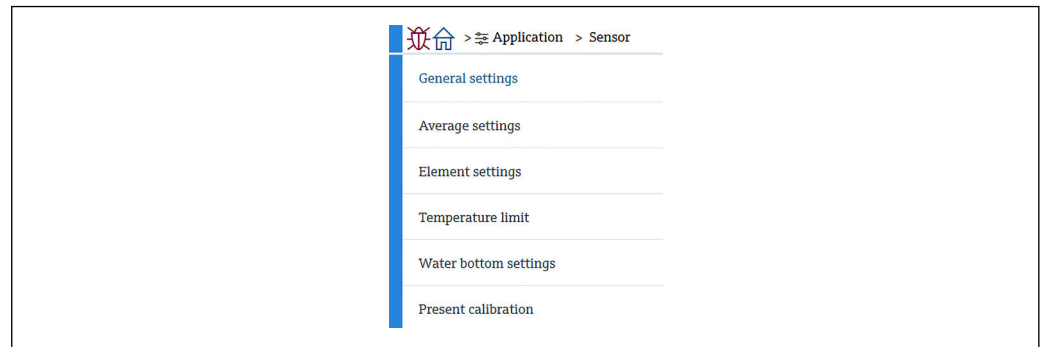 > Application > Sensor
General settings
Average settings
Element settings
Temperature limit
Water bottom settings
Present calibration